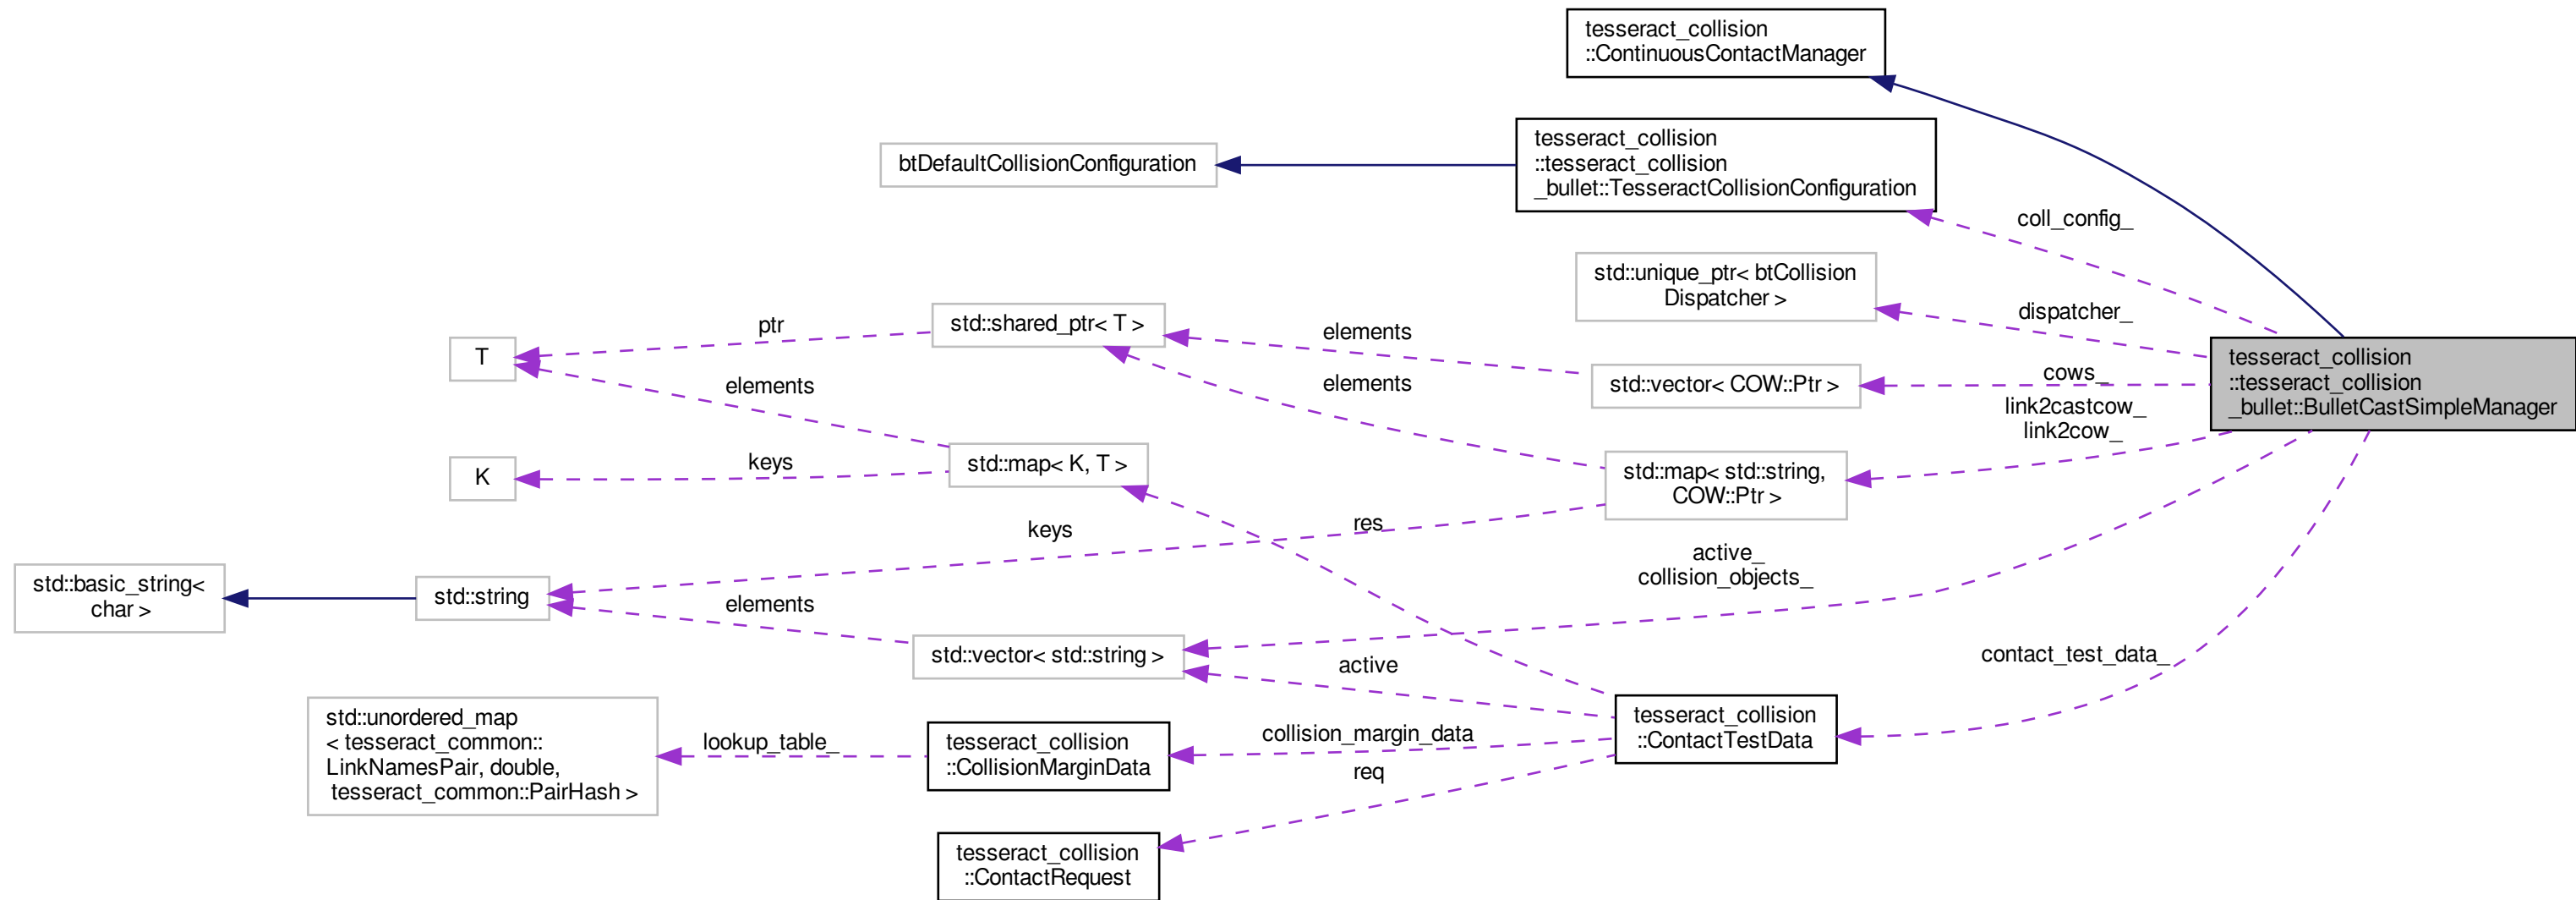 tesseract_collision
::ContinuousContactManager
tesseract_collision
::tesseract_collision
_bullet::TesseractCollisionConfiguration
btDefaultCollisionConfiguration
coll_config_
std::unique_ptr< btCollision
Dispatcher >
dispatcher_
std::shared_ptr< T >
ptr
T
elements
elements
elements
std::vector< COW::Ptr >
cows_
tesseract_collision
::tesseract_collision
_bullet::BulletCastSimpleManager
link2castcow_
link2cow_
std::map< K, T >
keys
K
std::map< std::string,
COW::Ptr >
res
keys
active_
collision_objects_
std::basic_string<
char >
std::string
elements
std::vector< std::string >
active
contact_test_data_
std::unordered_map
< tesseract_common::
LinkNamesPair, double,
tesseract_common::PairHash >
lookup_table_
tesseract_collision
::CollisionMarginData
collision_margin_data
req
tesseract_collision
::ContactTestData
tesseract_collision
::ContactRequest